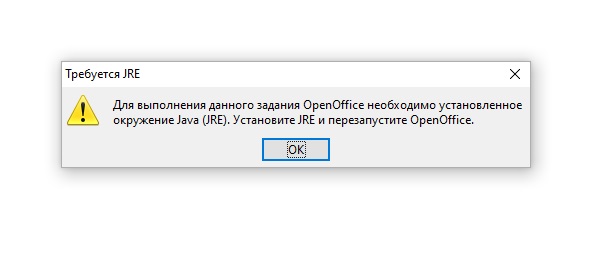 Требуется JRE
Для выполнения данного задания OpenOffice необходимо установленное
окружение Java (JRE). Установите JRE и перезапустите OpenOffice.
OK